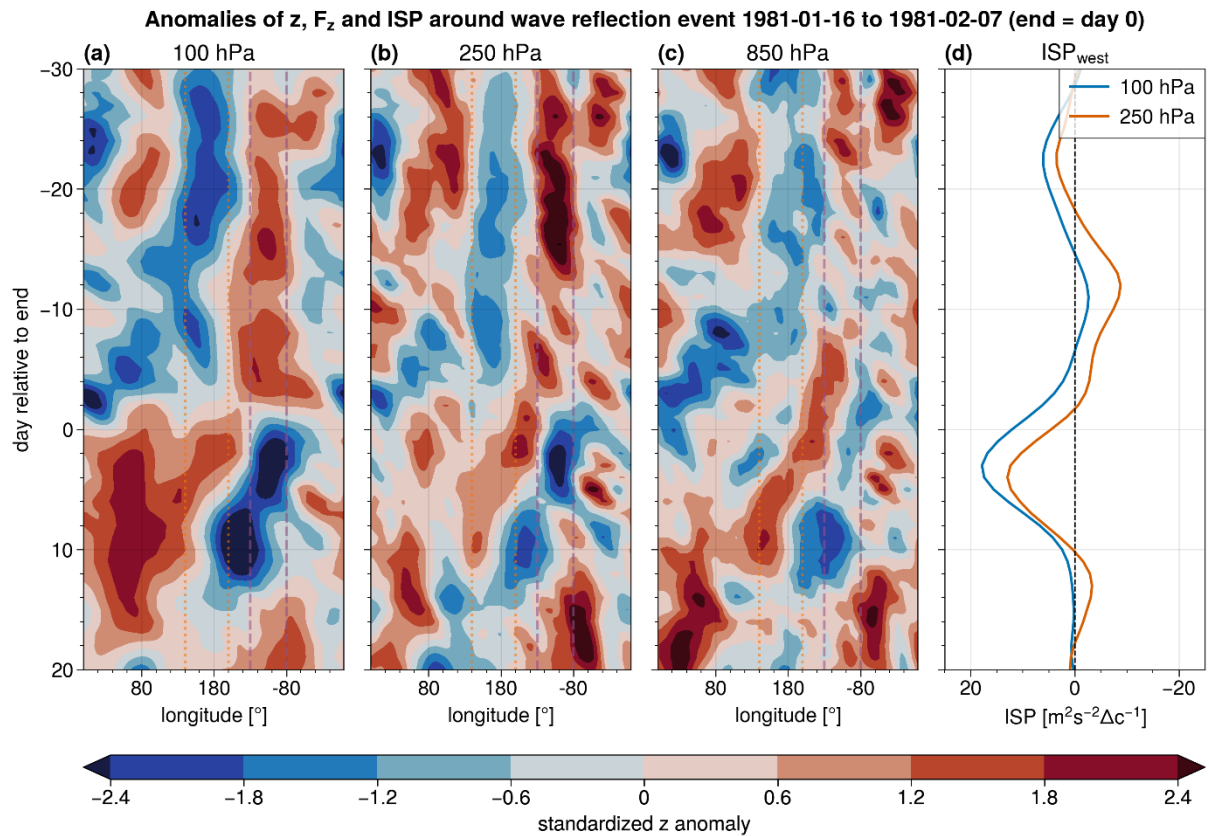 Anomalies of z, F_z and ISP around wave reflection event 1981-01-16 to 1981-02-07 (end = day 0)
(a) 100 hPa (b) 250 hPa (c) 850 hPa (d) ISP_west
100 hPa
250 hPa
−30
−20
−10
0
10
20
day relative to end
80 180 -80
80 180 -80
80 180 -80
20 0 −20
longitude [°] longitude [°] longitude [°] ISP [m²s⁻²Δc⁻¹]
−2.4 −1.8 −1.2 −0.6 0 0.6 1.2 1.8 2.4
standardized z anomaly